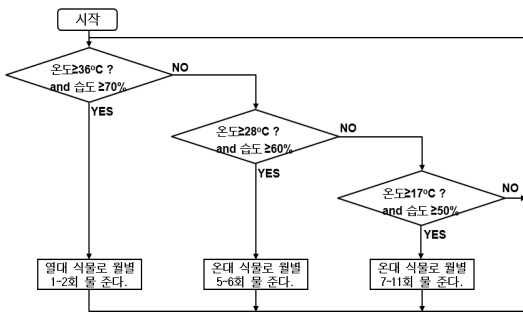 시작
온도≥36℃ ?
and 습도 ≥70%
NO
YES
온도≥28℃ ?
and 습도 ≥60%
NO
YES
온도≥17℃ ?
and 습도 ≥50%
NO
YES
열대 식물로 월별
1~2회 물 준다.
온대 식물로 월별
5~6회 물 준다.
온대 식물로 월별
7~11회 물 준다.